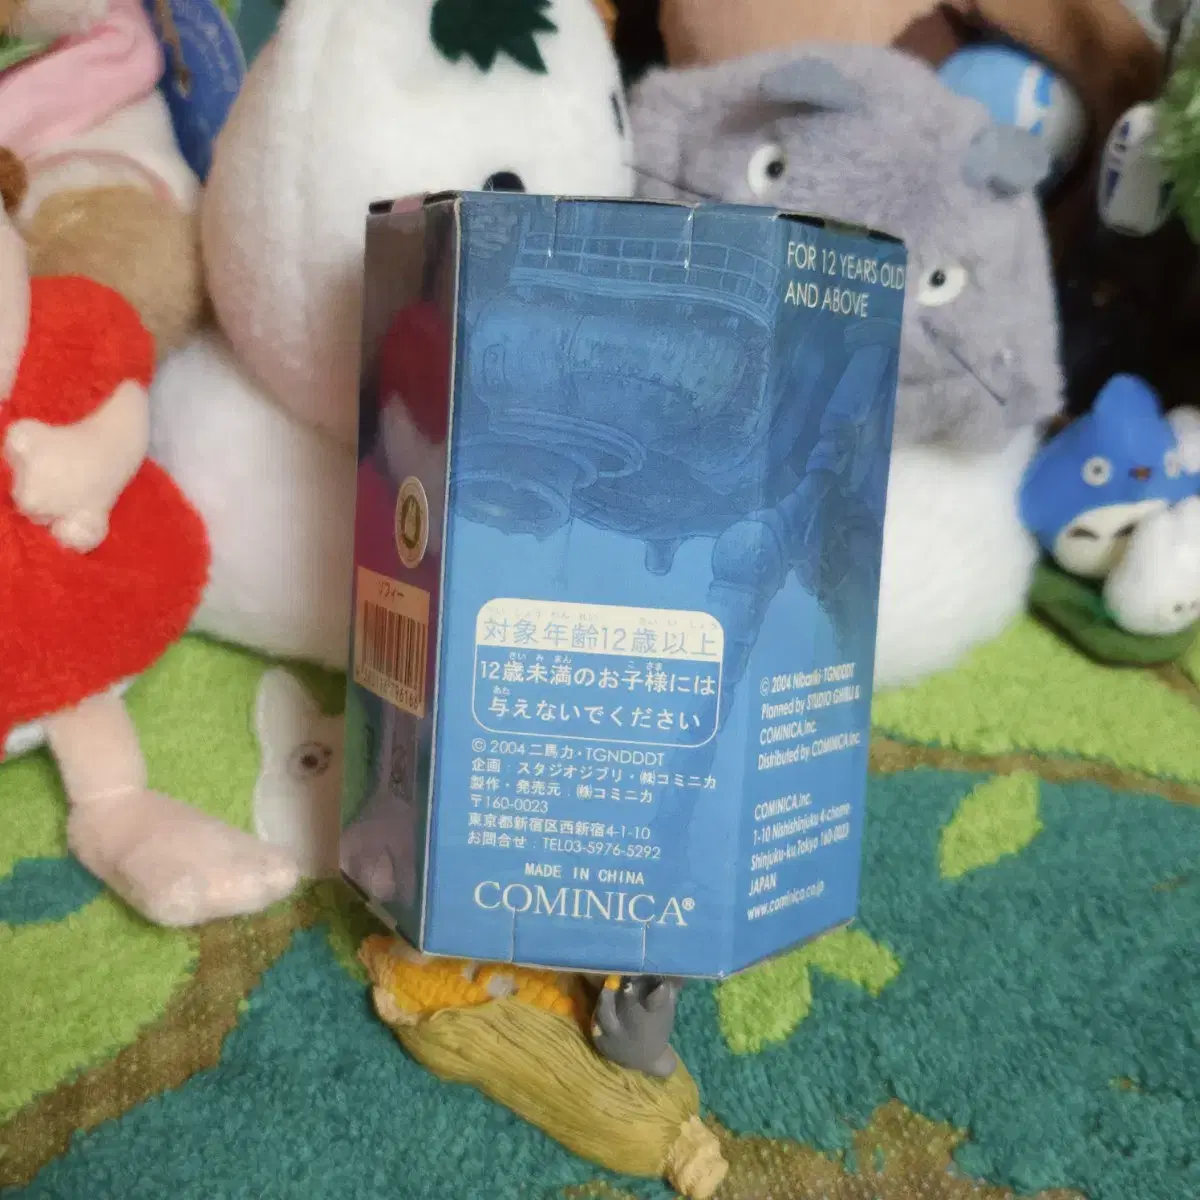 FOR 12 YEARS OLD
AND ABOVE
ソフィー
対象年齢12歳以上
12歳未満のお子様には
与えないでください
© 2004 二馬力・TGNDDDT
企画：スタジオジブリ・㈱コミニカ
製作・発売元：㈱コミニカ
〒160-0023
東京都新宿区西新宿4-1-10
お問合せ：TEL03-5976-5292
MADE IN CHINA
COMINICA®
© 2004 Nibariki·TGNDDDT
Planned by STUDIO GHIBLI &
COMINICA,Inc.
Distributed by COMINICA,Inc.
COMINICA,Inc.
1-10 Nishishinjuku 4-chome
Shinjuku-ku,Tokyo 160-0023
JAPAN
www.cominica.co.jp